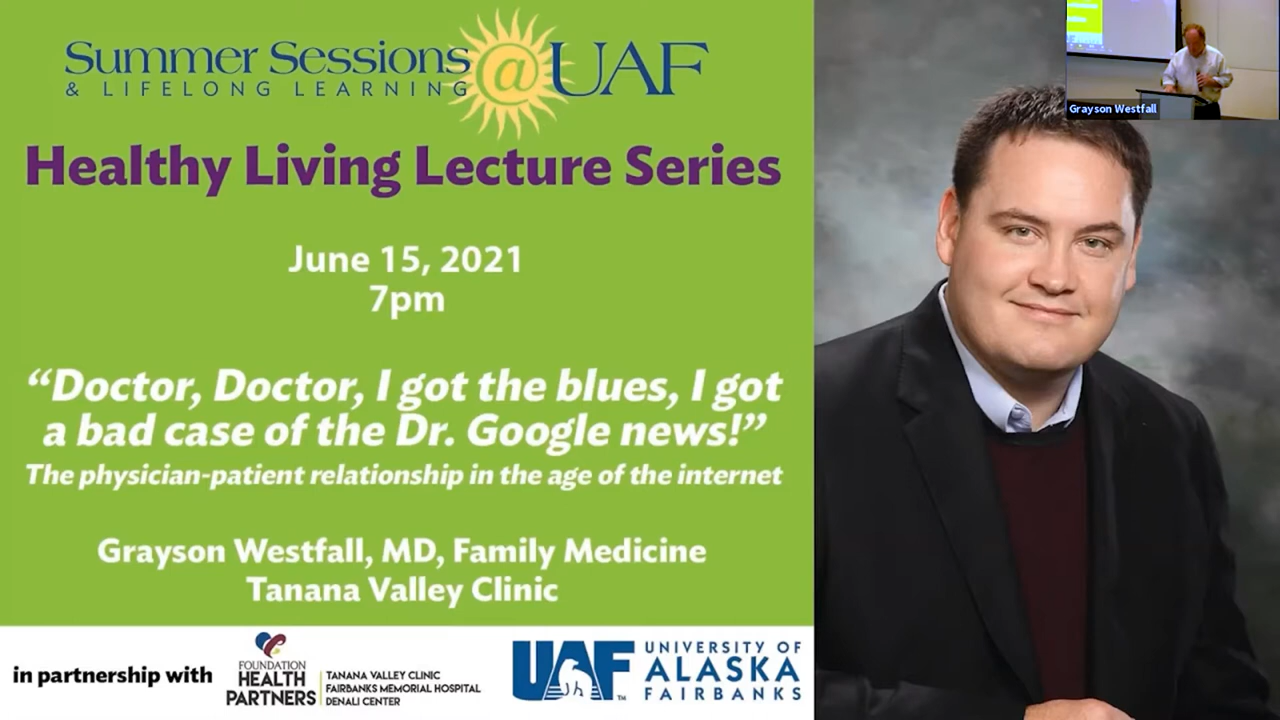 Summer Sessions @ UAF
& LIFELONG LEARNING
Healthy Living Lecture Series
June 15, 2021
7pm
“Doctor, Doctor, I got the blues, I got
a bad case of the Dr. Google news!”
The physician-patient relationship in the age of the internet
Grayson Westfall, MD, Family Medicine
Tanana Valley Clinic
in partnership with
FOUNDATION
HEALTH
PARTNERS
TANANA VALLEY CLINIC
FAIRBANKS MEMORIAL HOSPITAL
DENALI CENTER
UAF™
UNIVERSITY OF
ALASKA
FAIRBANKS
Grayson Westfall